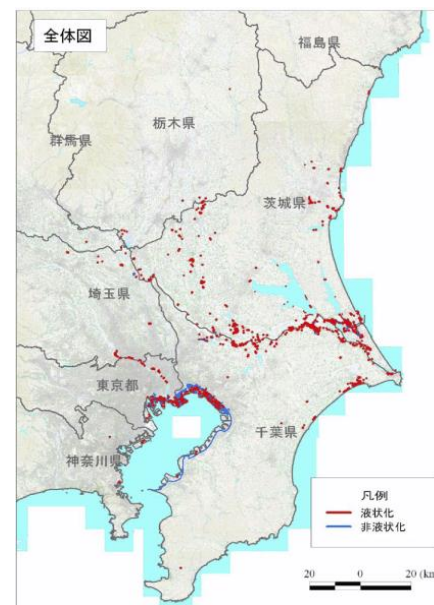 全体図
福島県
栃木県
群馬県
茨城県
埼玉県
東京都
千葉県
神奈川県
凡例
液状化
非液状化
20 0 20 (km